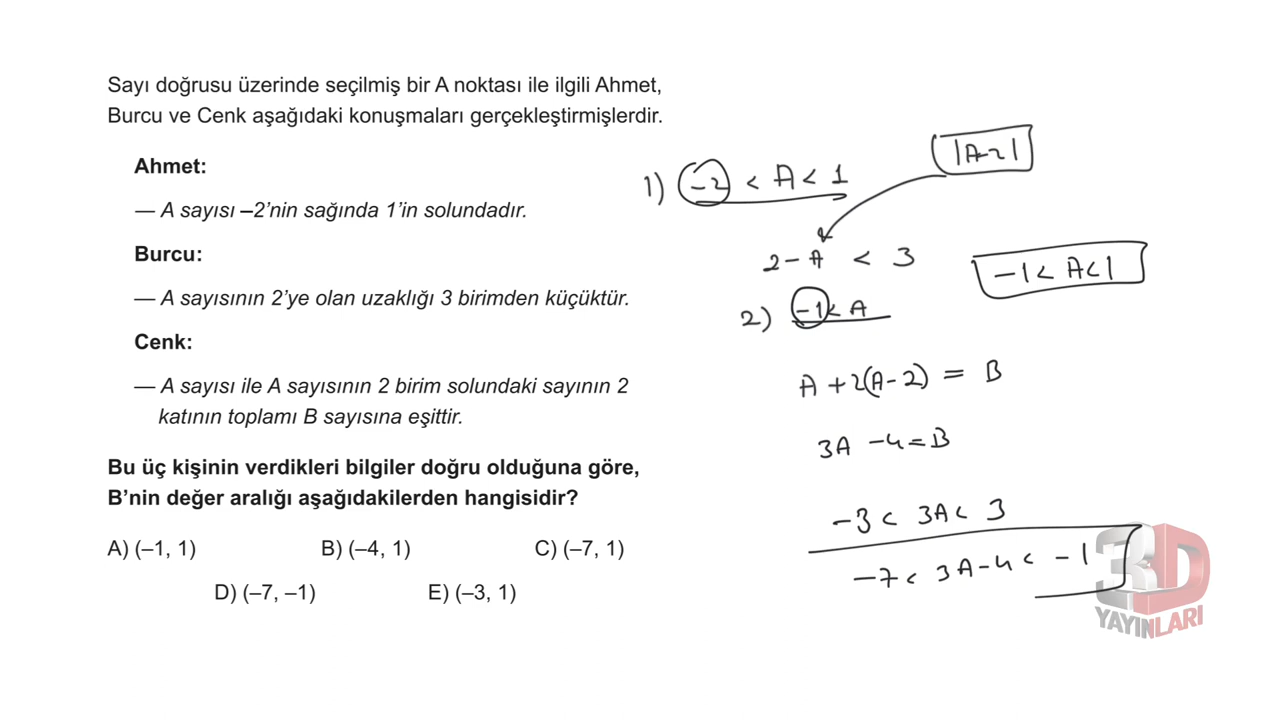 Sayı doğrusu üzerinde seçilmiş bir A noktası ile ilgili Ahmet,
Burcu ve Cenk aşağıdaki konuşmaları gerçekleştirmişlerdir.
Ahmet:
— A sayısı –2’nin sağında 1’in solundadır.
Burcu:
— A sayısının 2’ye olan uzaklığı 3 birimden küçüktür.
Cenk:
— A sayısı ile A sayısının 2 birim solundaki sayının 2
katının toplamı B sayısına eşittir.
Bu üç kişinin verdikleri bilgiler doğru olduğuna göre,
B’nin değer aralığı aşağıdakilerden hangisidir?
A) (–1, 1) B) (–4, 1) C) (–7, 1)
D) (–7, –1) E) (–3, 1)
|A-2|
1) -2 < A < 1
2 - A < 3
-1 < A < 1
2) -1 < A
A + 2(A - 2) = B
3A - 4 = B
-3 < 3A < 3
-7 < 3A - 4 < -1
3D
YAYINLARI